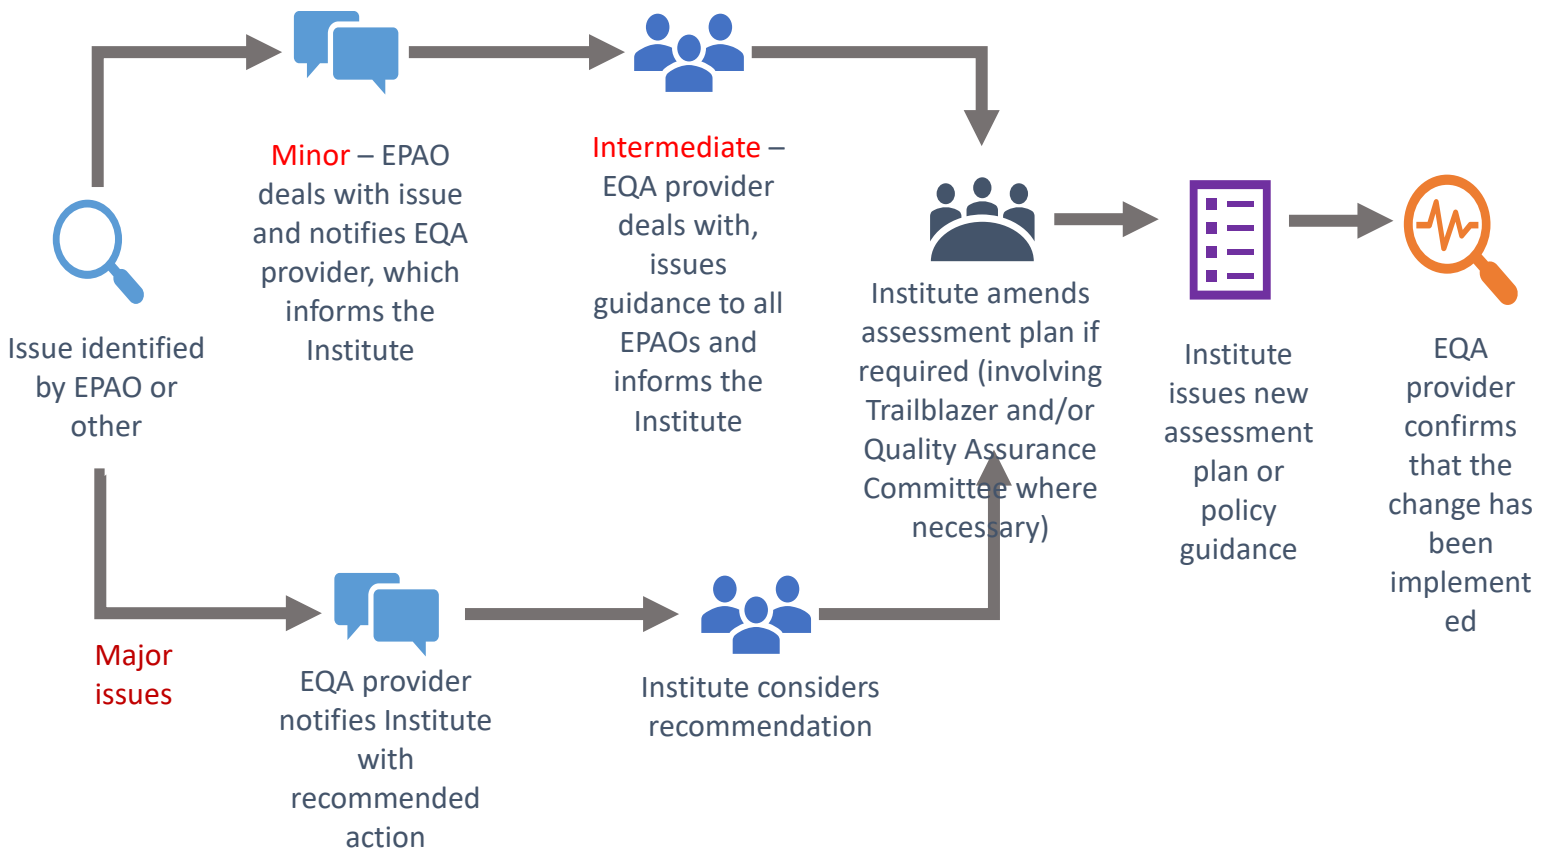 Issue identified
by EPAO or
other
Minor – EPAO
deals with issue
and notifies EQA
provider, which
informs the
Institute
Intermediate –
EQA provider
deals with,
issues
guidance to all
EPAOs and
informs the
Institute
Institute amends
assessment plan if
required (involving
Trailblazer and/or
Quality Assurance
Committee where
necessary)
Institute
issues new
assessment
plan or
policy
guidance
EQA
provider
confirms
that the
change has
been
implement
ed
Major
issues
EQA provider
notifies Institute
with
recommended
action
Institute considers
recommendation